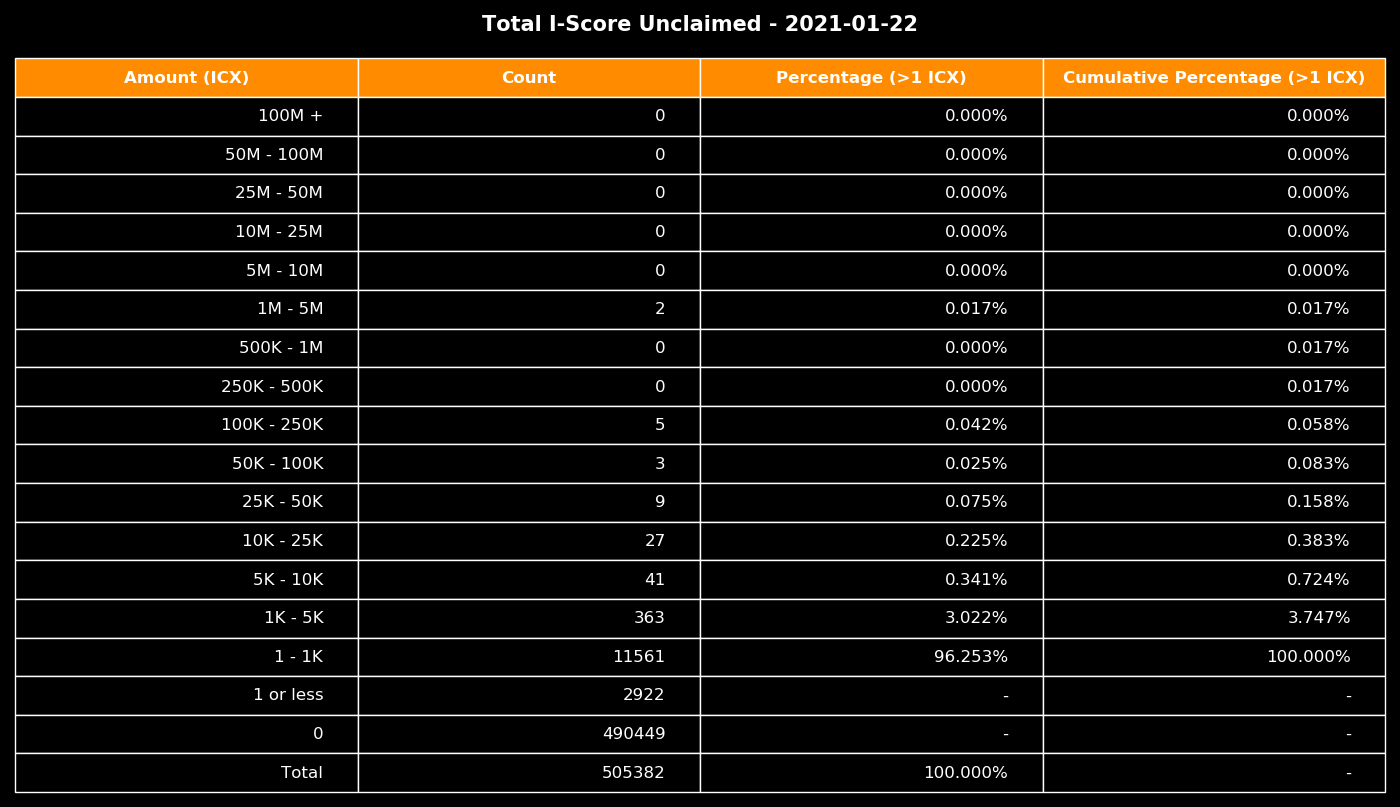 Total I-Score Unclaimed - 2021-01-22
Amount (ICX) Count Percentage (>1 ICX) Cumulative Percentage (>1 ICX)
100M + 0 0.000% 0.000%
50M - 100M 0 0.000% 0.000%
25M - 50M 0 0.000% 0.000%
10M - 25M 0 0.000% 0.000%
5M - 10M 0 0.000% 0.000%
1M - 5M 2 0.017% 0.017%
500K - 1M 0 0.000% 0.017%
250K - 500K 0 0.000% 0.017%
100K - 250K 5 0.042% 0.058%
50K - 100K 3 0.025% 0.083%
25K - 50K 9 0.075% 0.158%
10K - 25K 27 0.225% 0.383%
5K - 10K 41 0.341% 0.724%
1K - 5K 363 3.022% 3.747%
1 - 1K 11561 96.253% 100.000%
1 or less 2922 - -
0 490449 - -
Total 505382 100.000% -